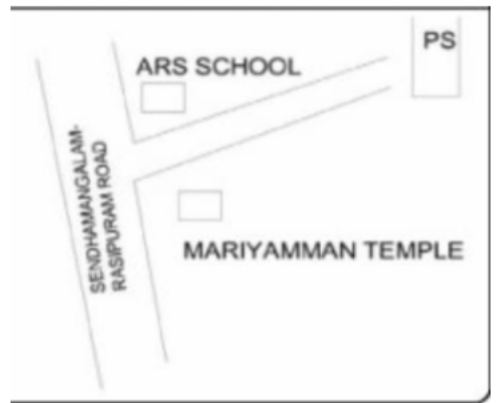 PS
ARS SCHOOL
SENDHAMANGALAM-
RASIPURAM ROAD
MARIYAMMAN TEMPLE